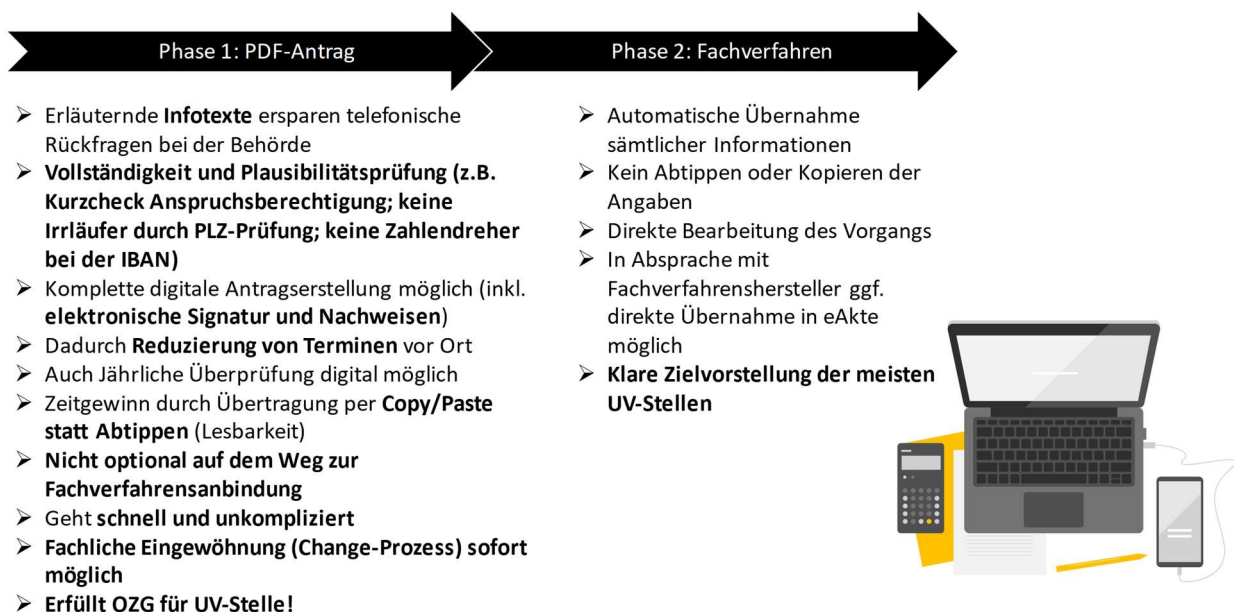 Phase 1: PDF-Antrag
➢ Erläuternde Infotexte ersparen telefonische
Rückfragen bei der Behörde
➢ Vollständigkeit und Plausibilitätsprüfung (z.B.
Kurzcheck Anspruchsberechtigung; keine
Irrläufer durch PLZ-Prüfung; keine Zahlendreher
bei der IBAN)
➢ Komplette digitale Antragserstellung möglich (inkl.
elektronische Signatur und Nachweisen)
➢ Dadurch Reduzierung von Terminen vor Ort
➢ Auch Jährliche Überprüfung digital möglich
➢ Zeitgewinn durch Übertragung per Copy/Paste
statt Abtippen (Lesbarkeit)
➢ Nicht optional auf dem Weg zur
Fachverfahrensanbindung
➢ Geht schnell und unkompliziert
➢ Fachliche Eingewöhnung (Change-Prozess) sofort
möglich
➢ Erfüllt OZG für UV-Stelle!
Phase 2: Fachverfahren
➢ Automatische Übernahme
sämtlicher Informationen
➢ Kein Abtippen oder Kopieren der
Angaben
➢ Direkte Bearbeitung des Vorgangs
➢ In Absprache mit
Fachverfahrenshersteller ggf.
direkte Übernahme in eAkte
möglich
➢ Klare Zielvorstellung der meisten
UV-Stellen